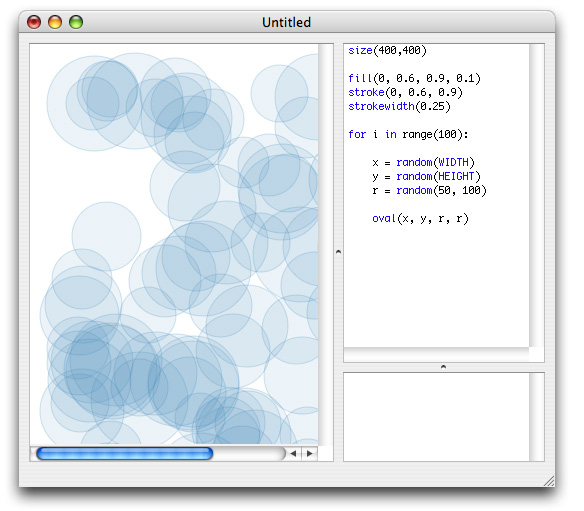 Untitled
size(400,400)
fill(0, 0.6, 0.9, 0.1)
stroke(0, 0.6, 0.9)
strokewidth(0.25)
for i in range(100):
x = random(WIDTH)
y = random(HEIGHT)
r = random(50, 100)
oval(x, y, r, r)